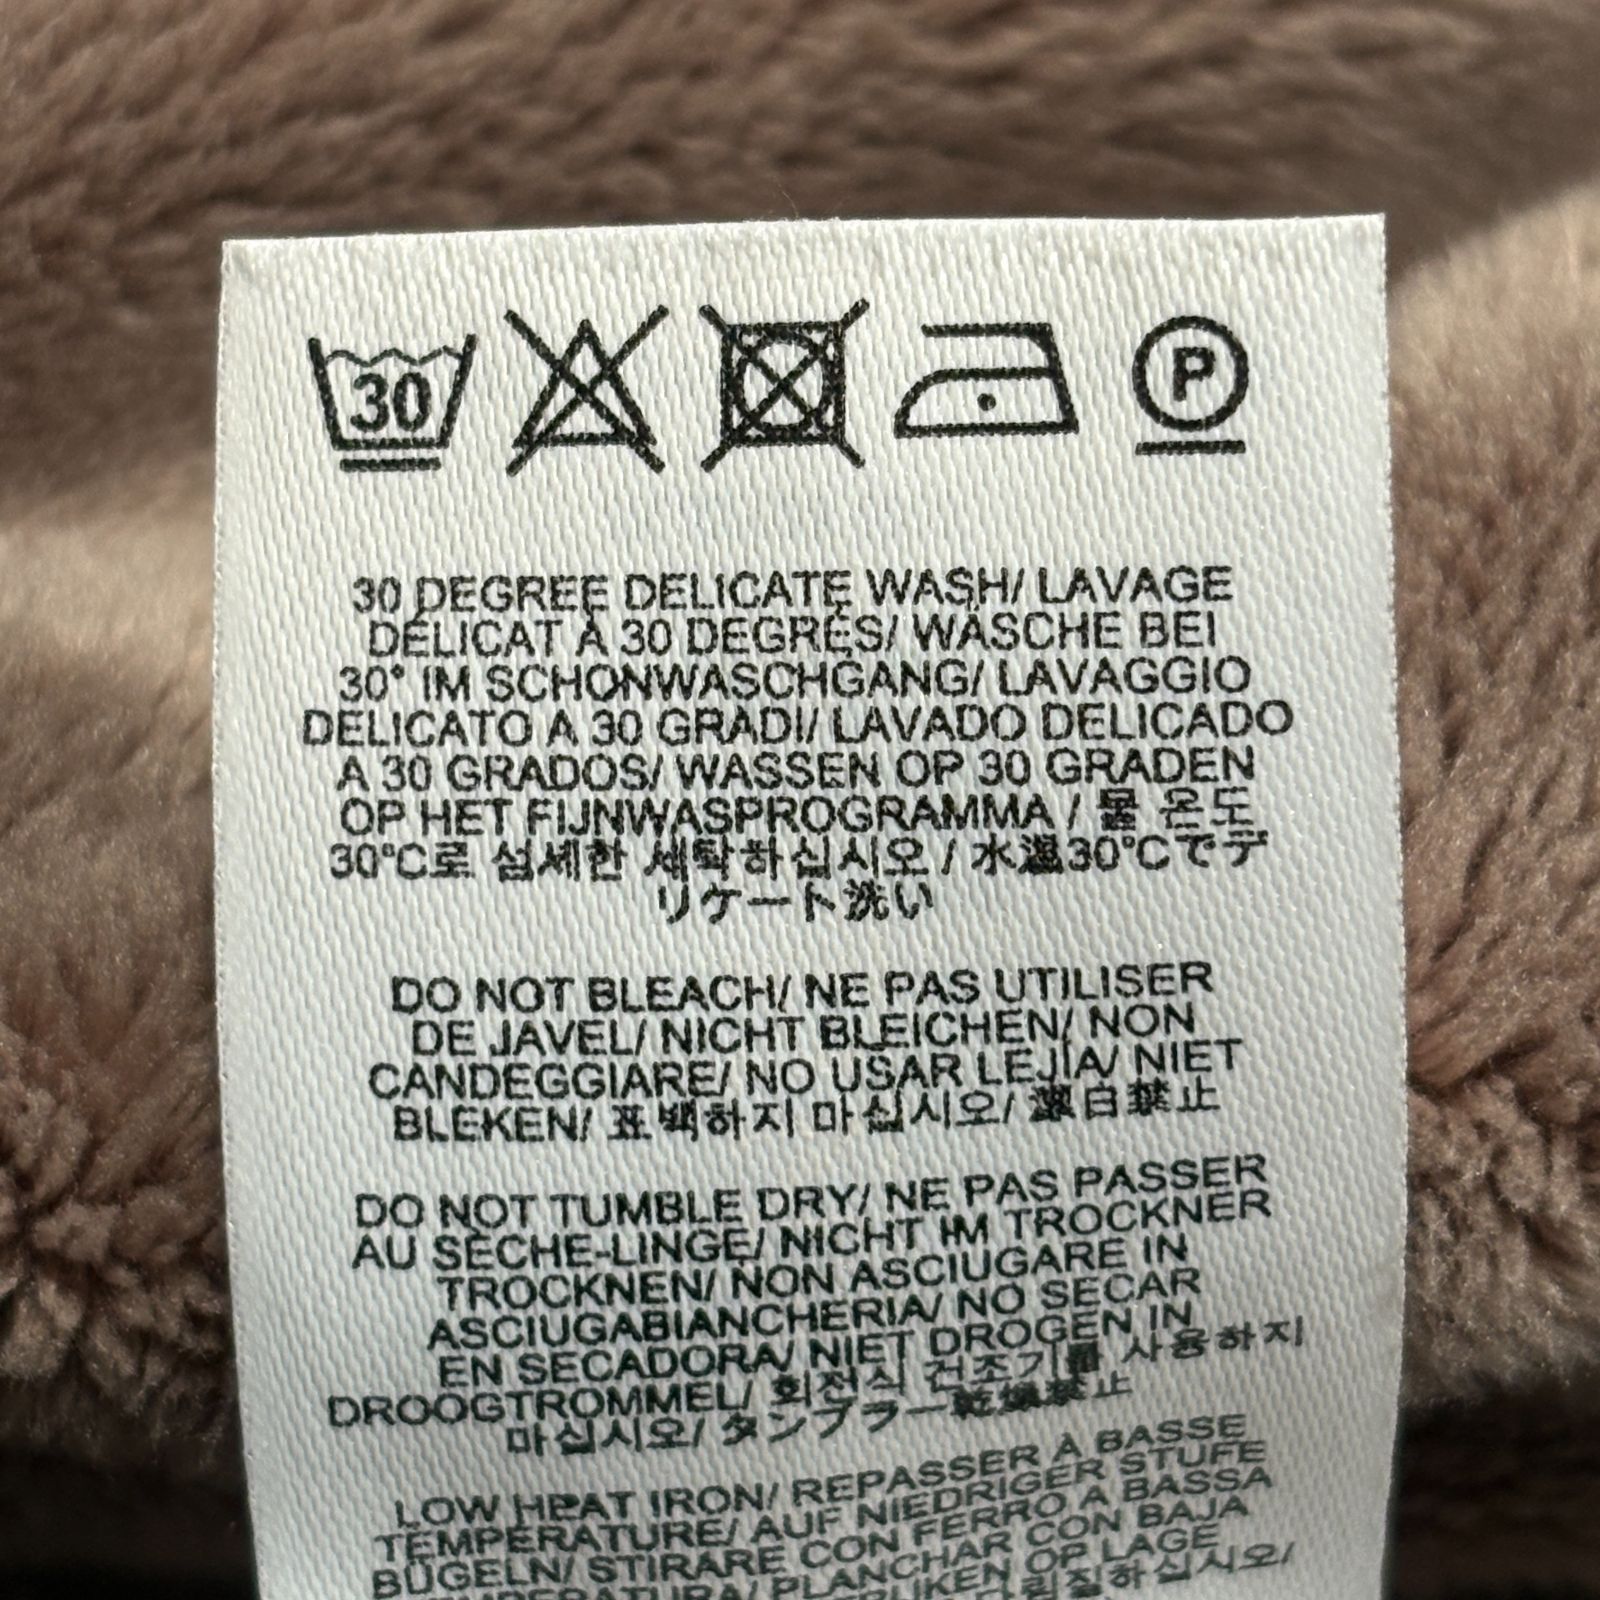 30 P
30 DEGREE DELICATE WASH/ LAVAGE
DÉLICAT À 30 DEGRÉS/ WÄSCHE BEI
30° IM SCHONWASCHGANG/ LAVAGGIO
DELICATO A 30 GRADI/ LAVADO DELICADO
A 30 GRADOS/ WASSEN OP 30 GRADEN
OP HET FIJNWASPROGRAMMA / 물 온도
30°C로 섬세한 세탁하십시오 / 水温30°Cでデ
リケート洗い
DO NOT BLEACH/ NE PAS UTILISER
DE JAVEL/ NICHT BLEICHEN/ NON
CANDEGGIARE/ NO USAR LEJÍA/ NIET
BLEKEN/ 표백하지 마십시오/ 漂白禁止
DO NOT TUMBLE DRY/ NE PAS PASSER
AU SÈCHE-LINGE/ NICHT IM TROCKNER
TROCKNEN/ NON ASCIUGARE IN
ASCIUGABIANCHERIA/ NO SECAR
EN SECADORA/ NIET DROGEN IN
DROOGTROMMEL/ 회전식 건조기를 사용하지
마십시오/ タンブラー乾燥禁止
LOW HEAT IRON/ REPASSER À BASSE
TEMPÉRATURE/ AUF NIEDRIGER STUFE
BÜGELN/ STIRARE CON FERRO A BASSA
TEMPERATURA/ PLANCHAR CON BAJA
OP LAGE